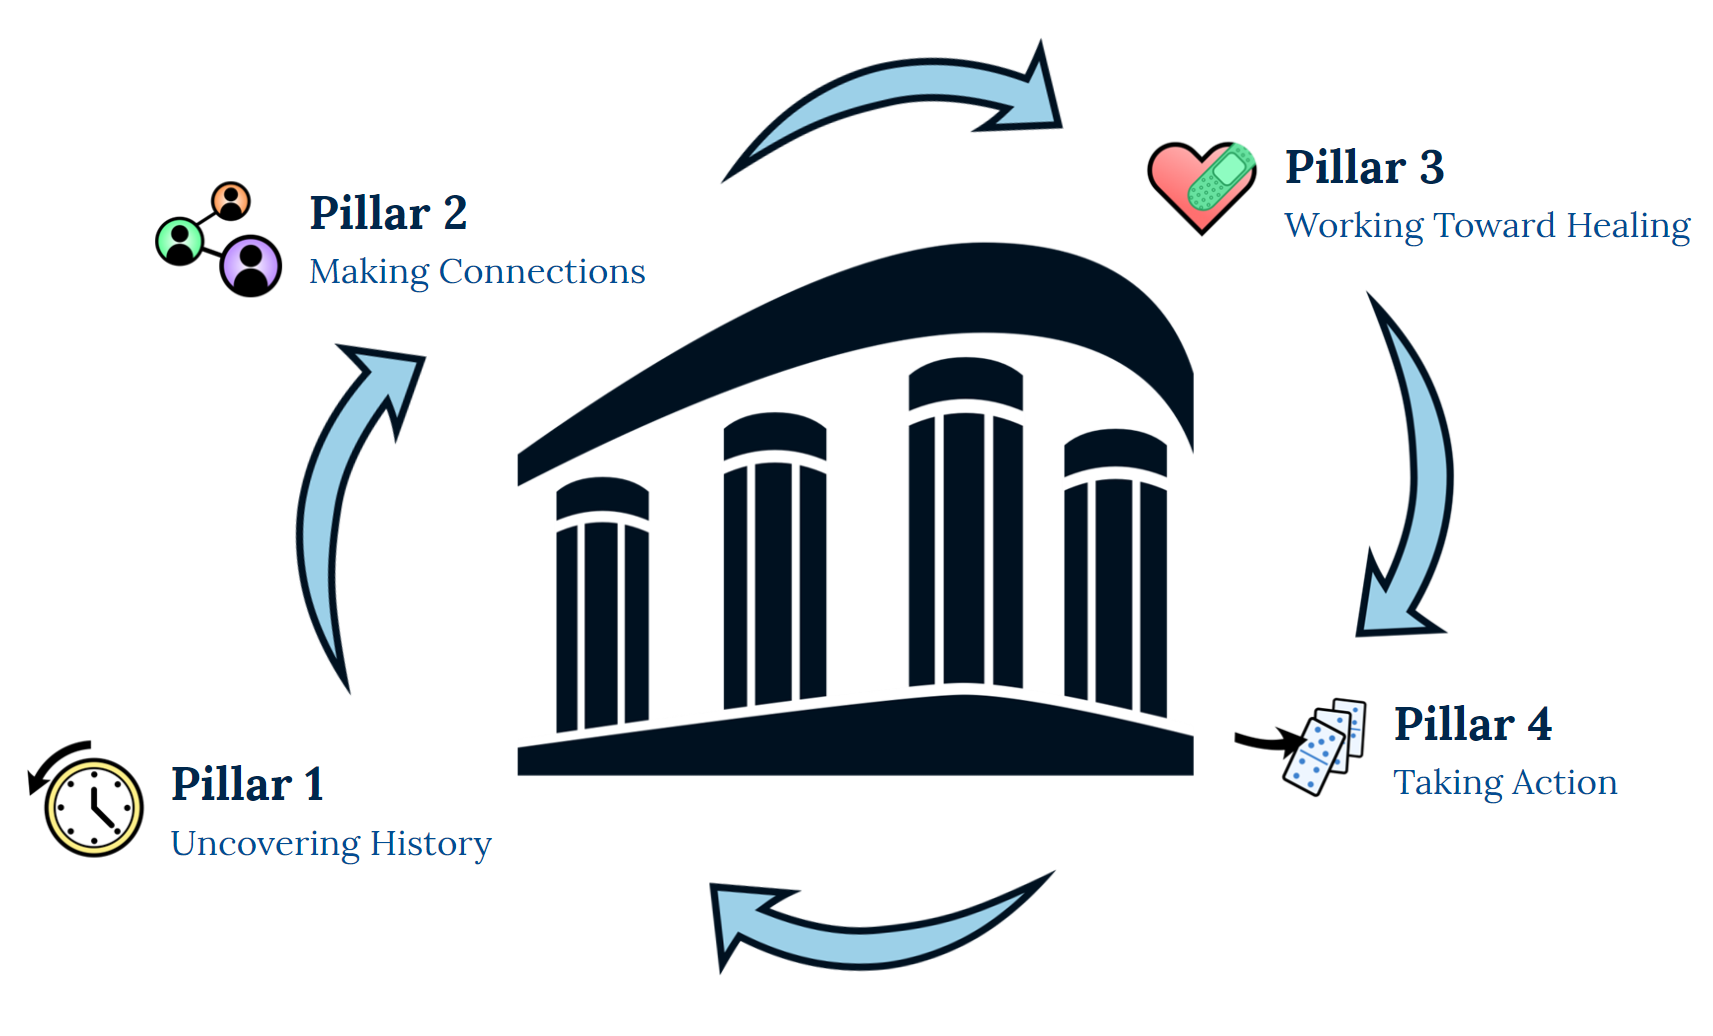 Pillar 1
Uncovering History
Pillar 2
Making Connections
Pillar 3
Working Toward Healing
Pillar 4
Taking Action